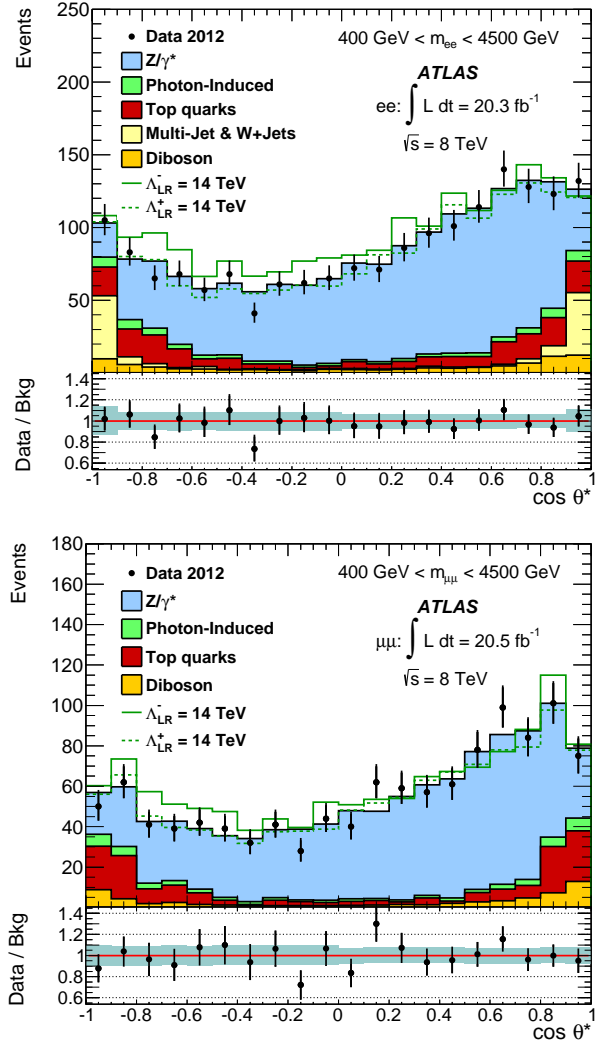 Events
250
200
150
100
50
Data 2012
Z/γ*
Photon-Induced
Top quarks
Multi-Jet & W+Jets
Diboson
Λ⁻LR = 14 TeV
Λ⁺LR = 14 TeV
400 GeV < mee < 4500 GeV
ATLAS
ee: ∫ L dt = 20.3 fb⁻¹
√s = 8 TeV
Data / Bkg
1.4
1.2
1
0.8
0.6
-1 -0.8 -0.6 -0.4 -0.2 0 0.2 0.4 0.6 0.8 1
cos θ*
Events
180
160
140
120
100
80
60
40
20
Data 2012
Z/γ*
Photon-Induced
Top quarks
Diboson
Λ⁻LR = 14 TeV
Λ⁺LR = 14 TeV
400 GeV < mμμ < 4500 GeV
ATLAS
μμ: ∫ L dt = 20.5 fb⁻¹
√s = 8 TeV
Data / Bkg
1.4
1.2
1
0.8
0.6
-1 -0.8 -0.6 -0.4 -0.2 0 0.2 0.4 0.6 0.8 1
cos θ*